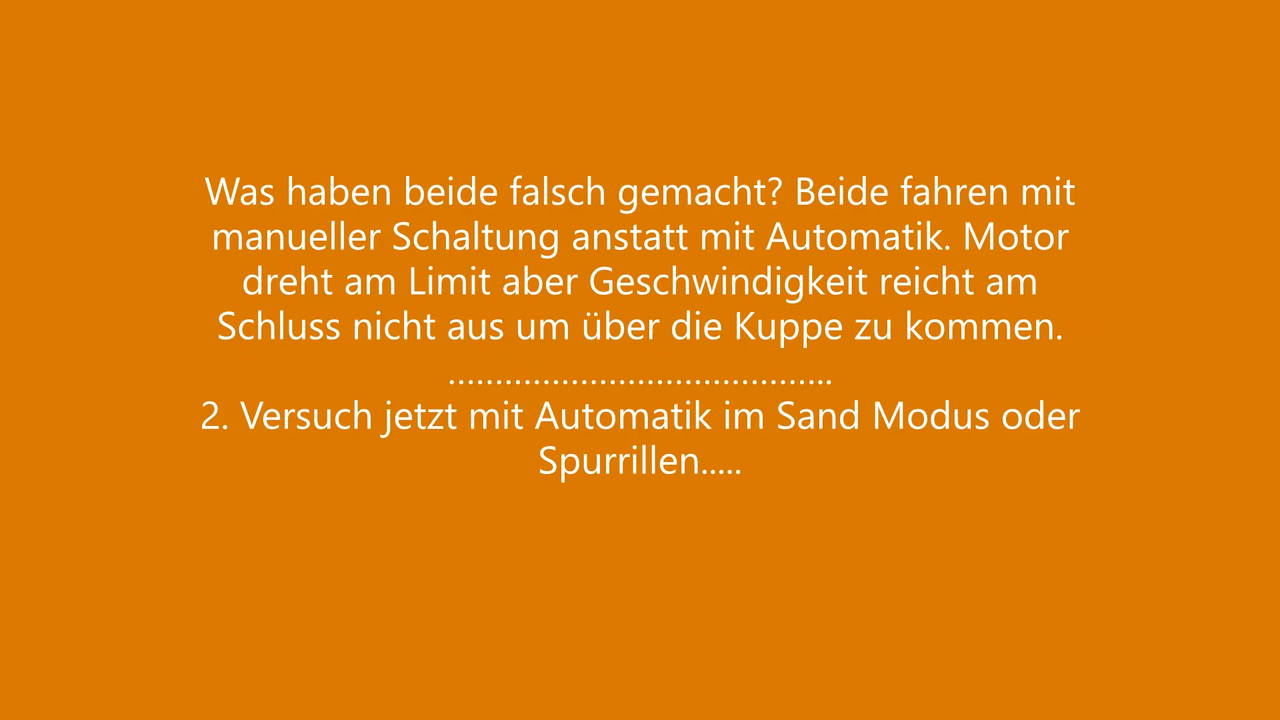 Was haben beide falsch gemacht? Beide fahren mit
manueller Schaltung anstatt mit Automatik. Motor
dreht am Limit aber Geschwindigkeit reicht am
Schluss nicht aus um über die Kuppe zu kommen.
…………………………………..
2. Versuch jetzt mit Automatik im Sand Modus oder
Spurrillen.....